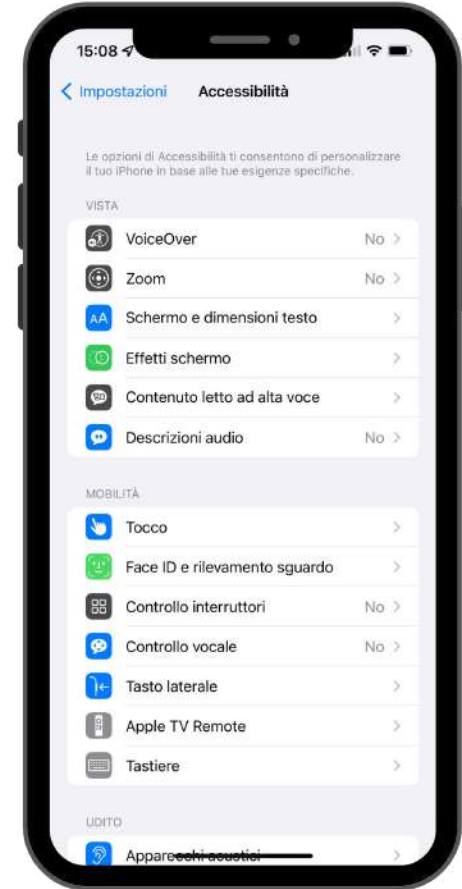 15:08
Impostazioni Accessibilità
Le opzioni di Accessibilità ti consentono di personalizzare
il tuo iPhone in base alle tue esigenze specifiche.
VISTA
VoiceOver No
Zoom No
AA Schermo e dimensioni testo
Effetti schermo
Contenuto letto ad alta voce
Descrizioni audio No
MOBILITÀ
Tocco
Face ID e rilevamento sguardo
Controllo interruttori No
Controllo vocale No
Tasto laterale
Apple TV Remote
Tastiere
UDITO
Apparecchi acustici